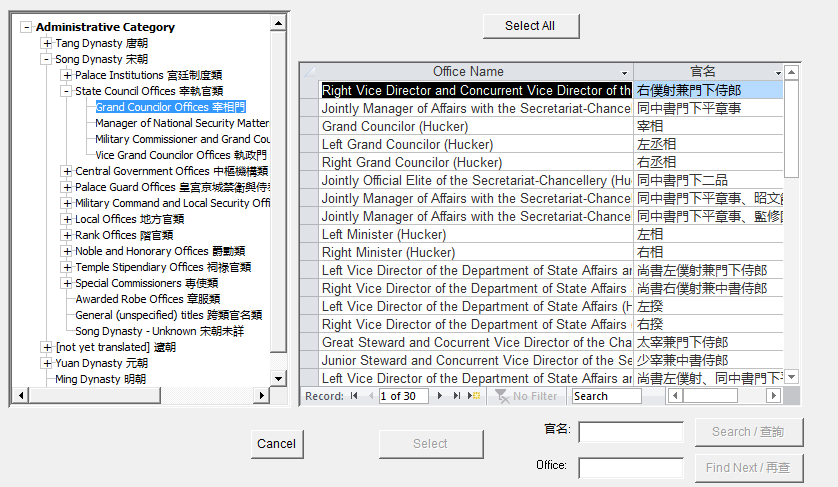 Administrative Category
Tang Dynasty 唐朝
Song Dynasty 宋朝
Palace Institutions 宮廷制度類
State Council Offices 宰執官類
Grand Councilor Offices 宰相門
Manager of National Security Matter
Military Commissioner and Grand Cou
Vice Grand Councilor Offices 執政門
Central Government Offices 中樞機構類
Palace Guard Offices 皇宮京城禁衛與侍
Military Command and Local Security Off
Local Offices 地方官類
Rank Offices 階官類
Noble and Honorary Offices 爵勳類
Temple Stipendiary Offices 祠祿官類
Special Commissioners 專使類
Awarded Robe Offices 章服類
General (unspecified) titles 跨類官名類
Song Dynasty - Unknown 宋朝未詳
[not yet translated] 遼朝
Yuan Dynasty 元朝
Ming Dynasty 明朝
Select All
Office Name 官名
Right Vice Director and Concurrent Vice Director of th 右僕射兼門下侍郎
Jointly Manager of Affairs with the Secretariat-Chance 同中書門下平章事
Grand Councilor (Hucker) 宰相
Left Grand Councilor (Hucker) 左丞相
Right Grand Councilor (Hucker) 右丞相
Jointly Official Elite of the Secretariat-Chancellery (Hu 同中書門下二品
Jointly Manager of Affairs with the Secretariat-Chance 同中書門下平章事、昭文
Jointly Manager of Affairs with the Secretariat-Chance 同中書門下平章事、監修
Left Minister (Hucker) 左相
Right Minister (Hucker) 右相
Left Vice Director of the Department of State Affairs ar 尚書左僕射兼門下侍郎
Right Vice Director of the Department of State Affairs 尚書右僕射兼中書侍郎
Left Vice Director of the Department of State Affairs (H 左揆
Right Vice Director of the Department of State Affairs 右揆
Great Steward and Cocurrent Vice Director of the Cha 太宰兼門下侍郎
Junior Steward and Concurrent Vice Director of the Se 少宰兼中書侍郎
Left Vice Director of the Department of State Affairs 尚書左僕射、同中書門下
Record: 1 of 30 No Filter Search
Cancel
Select
官名:
Search / 查詢
Office:
Find Next / 再查